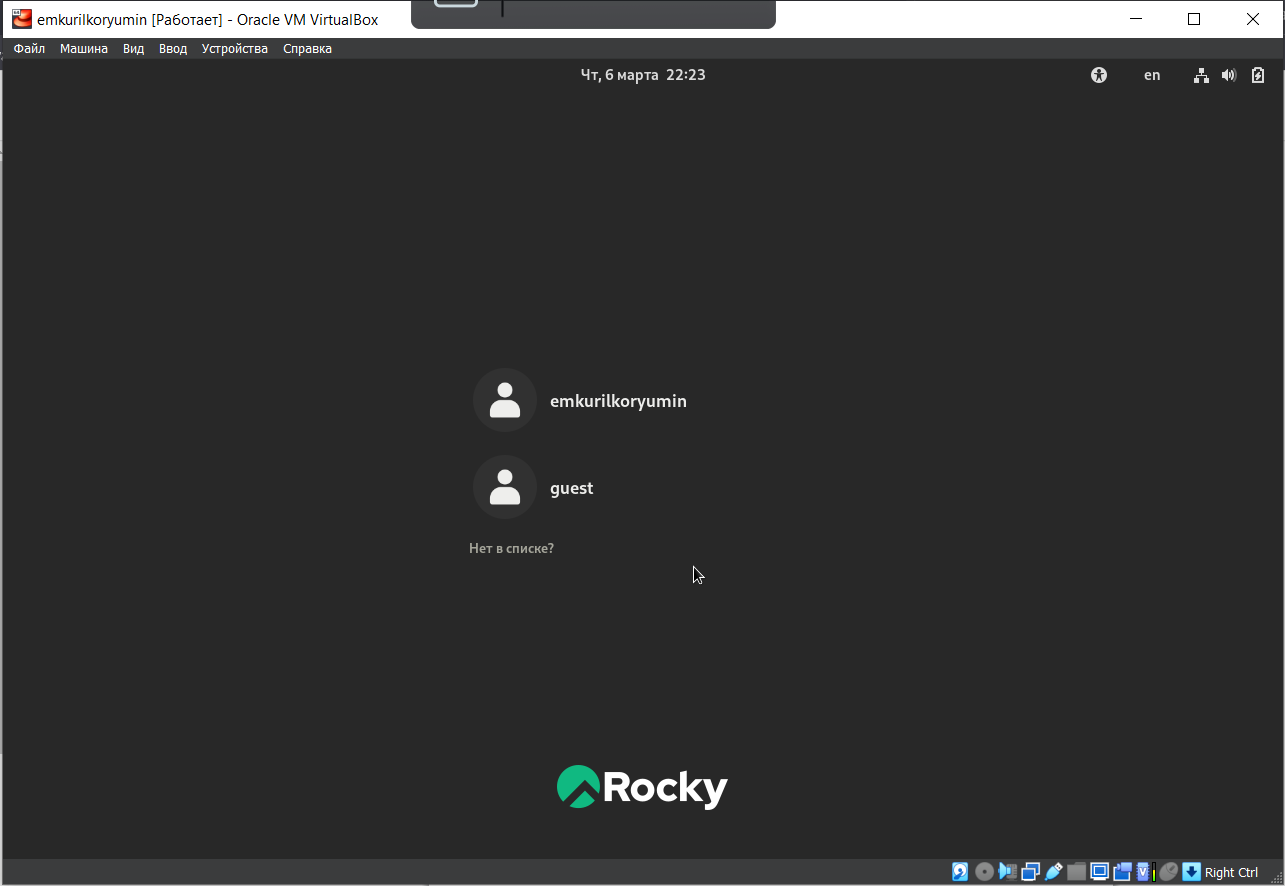 emkurilkoryumin [Работает] - Oracle VM VirtualBox
Файл Машина Вид Ввод Устройства Справка
Чт, 6 марта 22:23 en
emkurilkoryumin
guest
Нет в списке?
Rocky
Right Ctrl